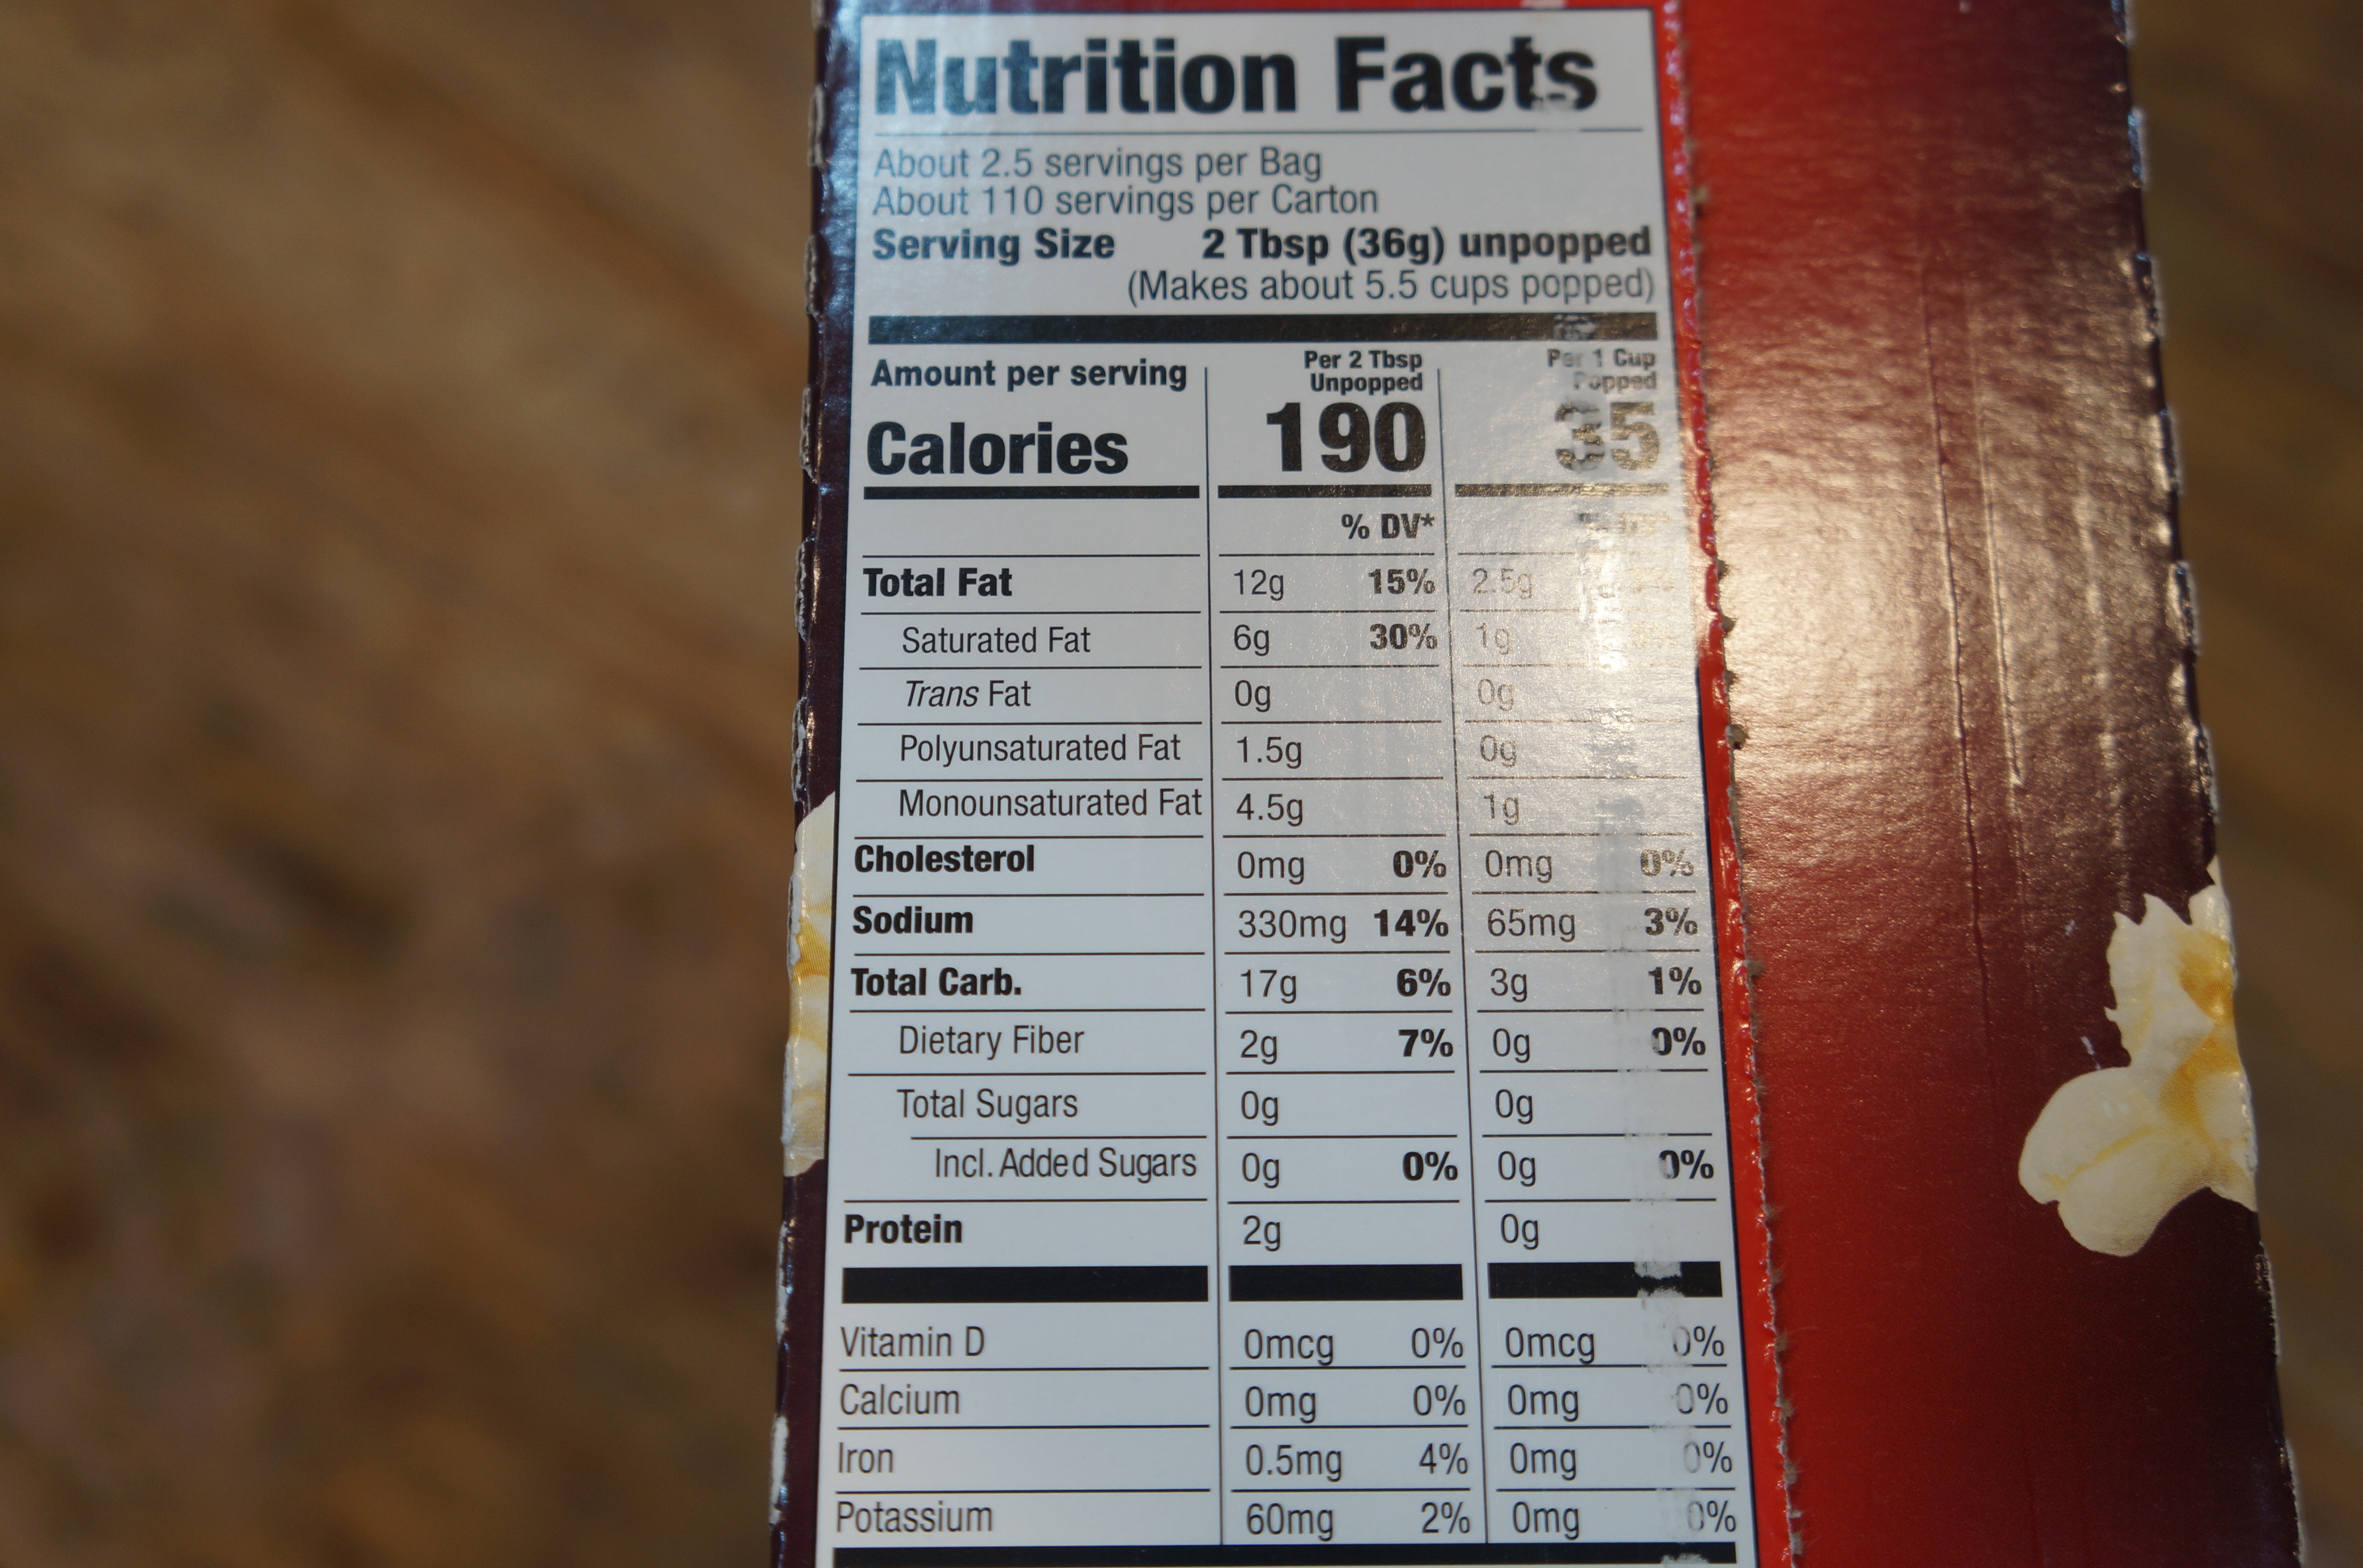 Nutrition Facts
About 2.5 servings per Bag
About 110 servings per Carton
Serving Size 2 Tbsp (36g) unpopped
(Makes about 5.5 cups popped)
Amount per serving Per 2 Tbsp Unpopped Per 1 Cup Popped
Calories 190 35
% DV*
Total Fat 12g 15% 2.5g
Saturated Fat 6g 30% 1g
Trans Fat 0g 0g
Polyunsaturated Fat 1.5g 0g
Monounsaturated Fat 4.5g 1g
Cholesterol 0mg 0% 0mg 0%
Sodium 330mg 14% 65mg 3%
Total Carb. 17g 6% 3g 1%
Dietary Fiber 2g 7% 0g 0%
Total Sugars 0g 0g
Incl. Added Sugars 0g 0% 0g 0%
Protein 2g 0g
Vitamin D 0mcg 0% 0mcg 0%
Calcium 0mg 0% 0mg 0%
Iron 0.5mg 4% 0mg 0%
Potassium 60mg 2% 0mg 0%